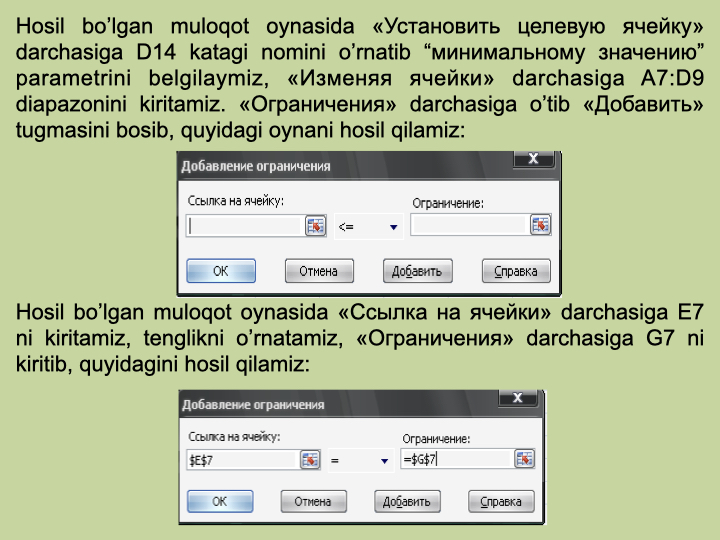 Hosil bo’lgan muloqot oynasida «Установить целевую ячейку»
darchasiga D14 katagi nomini o’rnatib “минимальному значению”
parametrini belgilaymiz, «Изменяя ячейки» darchasiga A7:D9
diapazonini kiritamiz. «Ограничения» darchasiga o’tib «Добавить»
tugmasini bosib, quyidagi oynani hosil qilamiz:
Добавление ограничения X
Ссылка на ячейку: Ограничение:
<=
ОК Отмена Добавить Справка
Hosil bo’lgan muloqot oynasida «Ссылка на ячейки» darchasiga E7
ni kiritamiz, tenglikni o’rnatamiz, «Ограничения» darchasiga G7 ni
kiritib, quyidagini hosil qilamiz:
Добавление ограничения X
Ссылка на ячейку: Ограничение:
$E$7 = =$G$7
ОК Отмена Добавить Справка